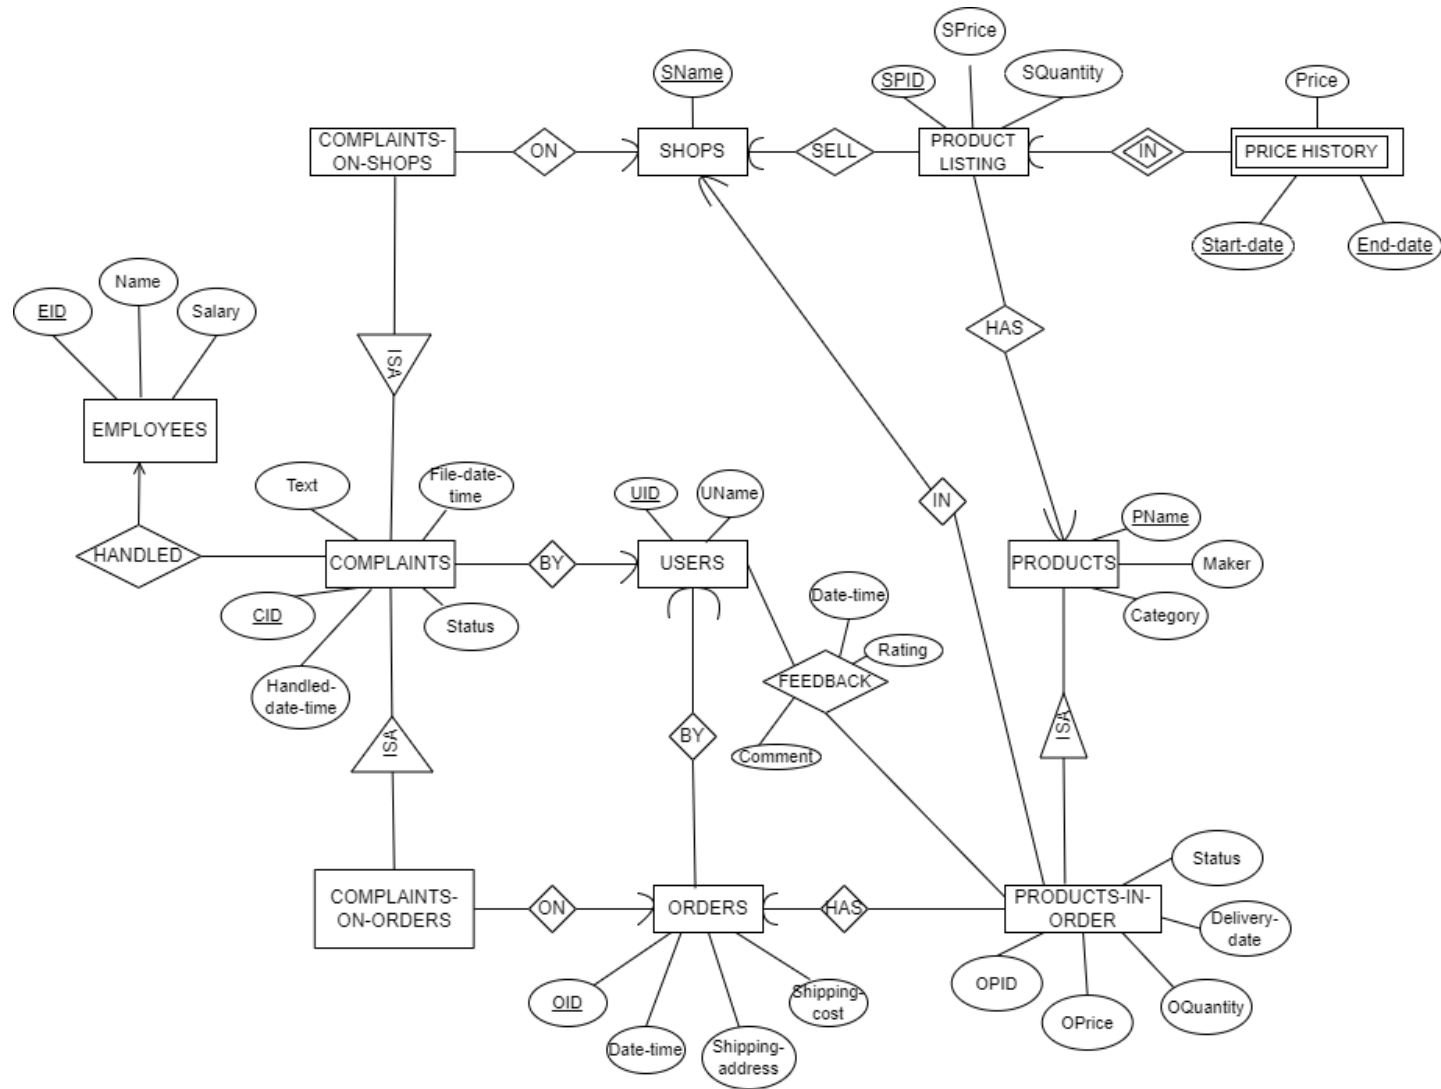 SPrice
SName
SPID
SQuantity
Price
COMPLAINTS-
ON-SHOPS
ON
SHOPS
SELL
PRODUCT
LISTING
IN
PRICE HISTORY
Start-date
End-date
Name
EID
Salary
HAS
ISA
EMPLOYEES
Text
File-date-
time
UID
UName
IN
PName
HANDLED
COMPLAINTS
BY
USERS
PRODUCTS
Maker
CID
Status
Date-time
Category
Rating
Handled-
date-time
FEEDBACK
ISA
BY
Comment
ISA
Status
COMPLAINTS-
ON-ORDERS
ON
ORDERS
HAS
PRODUCTS-IN-
ORDER
Delivery-
date
OPID
OID
Shipping-
cost
OPrice
OQuantity
Date-time
Shipping-
address